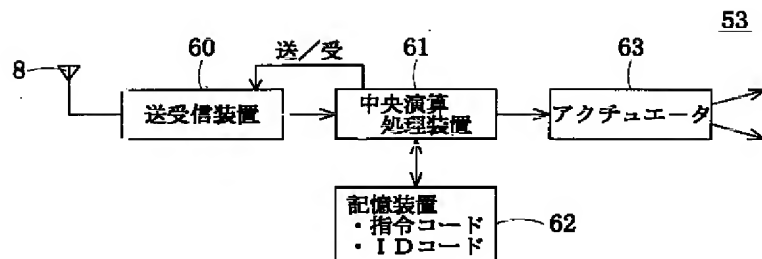 53
60
送/受
61
63
8
送受信装置
中央演算
処理装置
アクチュエータ
記憶装置
・指令コード
・IDコード
62